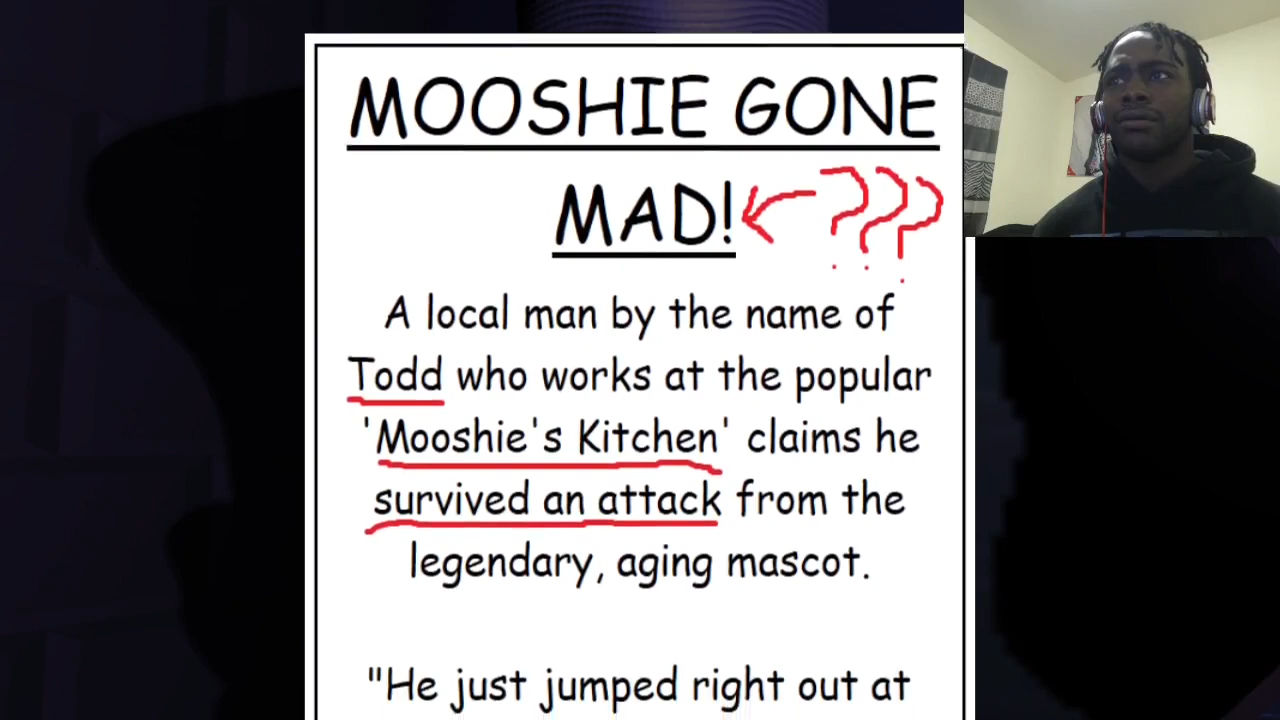 MOOSHIE GONE
MAD! ???
A local man by the name of
Todd who works at the popular
'Mooshie's Kitchen' claims he
survived an attack from the
legendary, aging mascot.
"He just jumped right out at